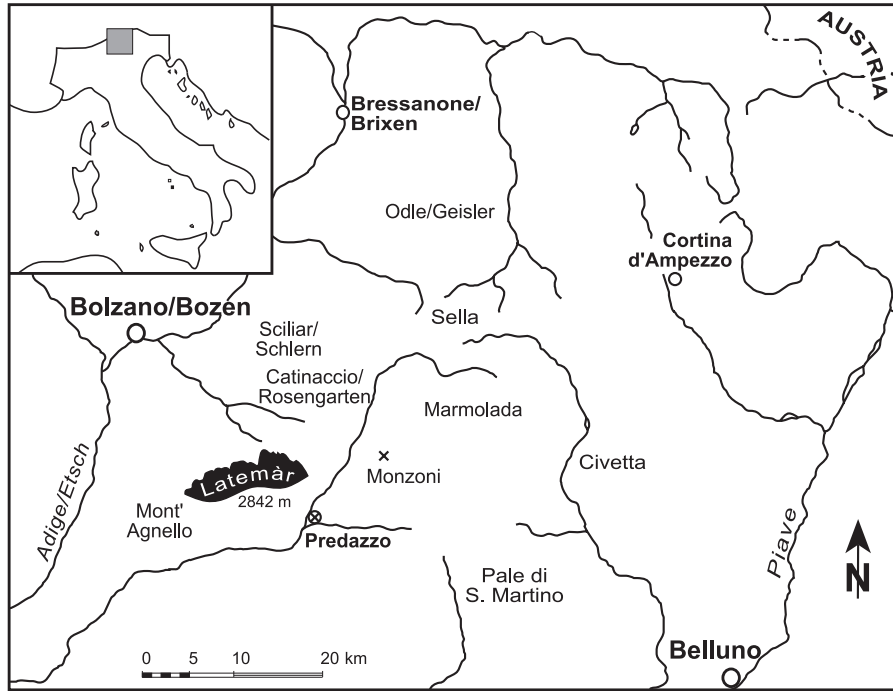 AUSTRIA
Bressanone/
Brixen
Odle/Geisler
Cortina
d'Ampezzo
Bolzano/Bozen
Sciliar/
Schlern
Sella
Catinaccio/
Rosengarten
Marmolada
Latemàr
2842 m
Monzoni
Civetta
Adige/Etsch
Mont'
Agnello
Predazzo
Piave
N
Pale di
S. Martino
Belluno
0 5 10 20 km